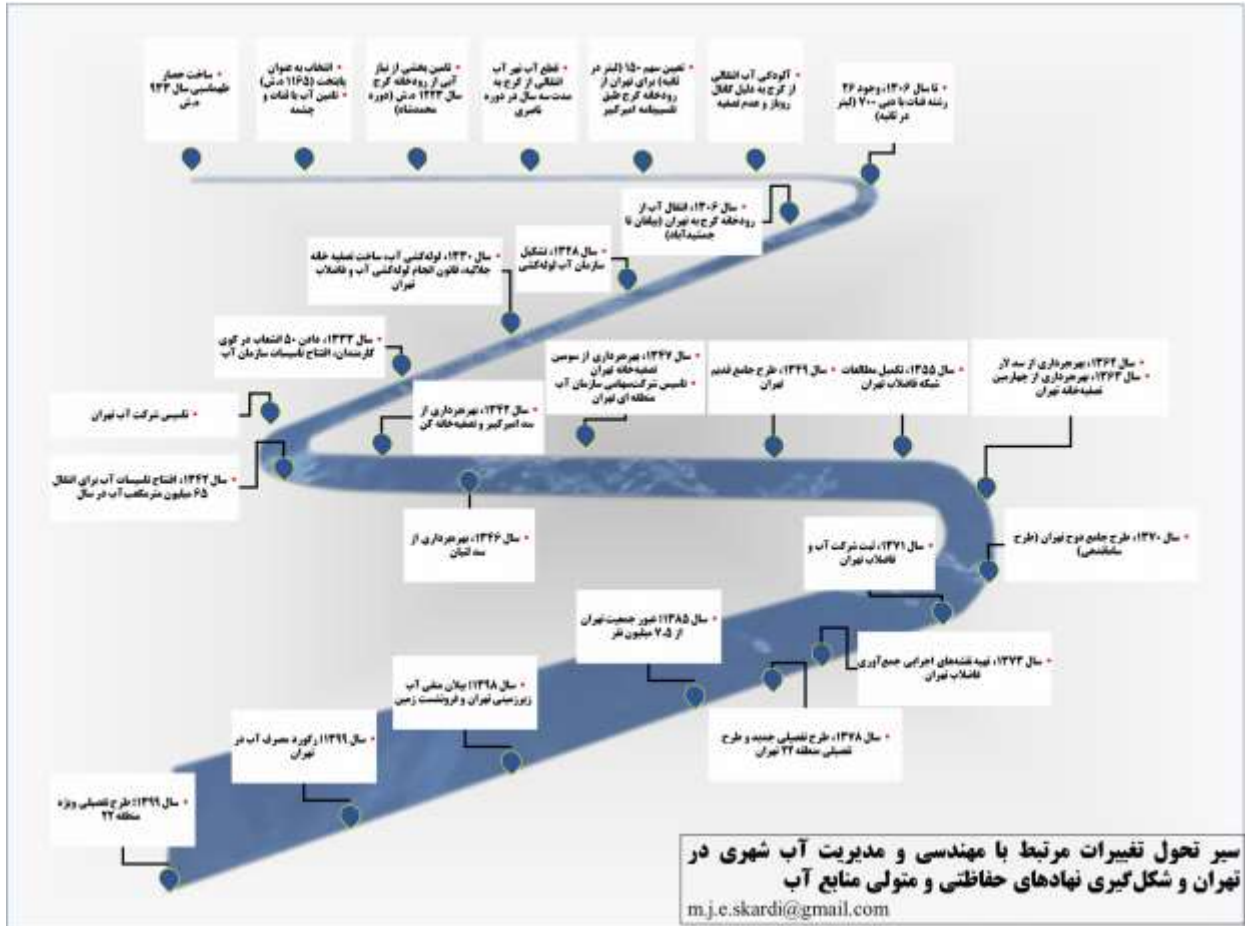 ساخت حصار
طهماسبی سال ۹۳۳
ه.ش
• انتخاب به عنوان
پایتخت (۱۱۶۵ ه.ش)
• تامین آب با قنات و
چشمه
تامین بخشی از نیاز
آبی از رودخانه کرج
سال ۱۲۲۳ ه.ش (دوره
محمدشاه)
• قطع آب نهر آب
انتقالی از کرج به
مدت سه سال در دوره
ناصری
تعیین سهم ۱۵۰ (لیتر در
ثانیه) برای تهران از
رودخانه کرج طبق
تقسیمنامه امیرکبیر
• آلودگی آب انتقالی
از کرج به دلیل کانال
روباز و عدم تصفیه
• تا سال ۱۳۰۶، وجود ۲۶
رشته قنات با دبی ۷۰۰ (لیتر
در ثانیه)
• سال ۱۳۰۶، انتقال آب از
رودخانه کرج به تهران (بیلقان تا
جمشیدآباد)
• سال ۱۳۲۸، تشکیل
سازمان آب لوله‌کشی
• سال ۱۳۳۰، لوله‌کشی آب، ساخت تصفیه خانه
جلالیه، قانون انجام لوله‌کشی آب و فاضلاب
تهران
• سال ۱۳۳۳، دادن ۵۰ انشعاب در کوی
کارمندان، افتتاح تاسیسات سازمان آب
• تاسیس شرکت آب تهران
• سال ۱۳۴۲، افتتاح تاسیسات آب برای انتقال
۶۵ میلیون مترمکعب آب در سال
• سال ۱۳۴۲، بهره‌برداری از
سد امیرکبیر و تصفیه‌خانه کن
• سال ۱۳۴۶، بهره‌برداری از
سد لتیان
• سال ۱۳۴۷، بهره‌برداری از سومین
تصفیه‌خانه تهران
• تاسیس شرکت‌سهامی سازمان آب
منطقه ای تهران
• سال ۱۳۴۹، طرح جامع قدیم
تهران
• سال ۱۳۵۵، تکمیل مطالعات
شبکه فاضلاب تهران
• سال ۱۳۶۲، بهره‌برداری از سد لار
• سال ۱۳۶۳، بهره‌برداری از چهارمین
تصفیه‌خانه تهران
• سال ۱۳۷۰، طرح جامع دوم تهران (طرح
ساماندهی)
• سال ۱۳۷۱، ثبت شرکت آب و
فاضلاب تهران
• سال ۱۳۷۳، تهیه نقشه‌های اجرایی جمع‌آوری
فاضلاب تهران
• سال ۱۳۷۸، طرح تفصیلی جدید و طرح
تفصیلی منطقه ۲۲ تهران
• سال ۱۳۸۵؛ عبور جمعیت تهران
از ۷.۵ میلیون نفر
• سال ۱۳۹۸؛ بیلان منفی آب
زیرزمینی تهران و فرونشست زمین
• سال ۱۳۹۹؛ رکورد مصرف آب در
تهران
• سال ۱۳۹۹؛ طرح تفصیلی ویژه
منطقه ۲۲
سیر تحول تغییرات مرتبط با مهندسی و مدیریت آب شهری در
تهران و شکل‌گیری نهادهای حفاظتی و متولی منابع آب
m.j.e.skardi@gmail.com